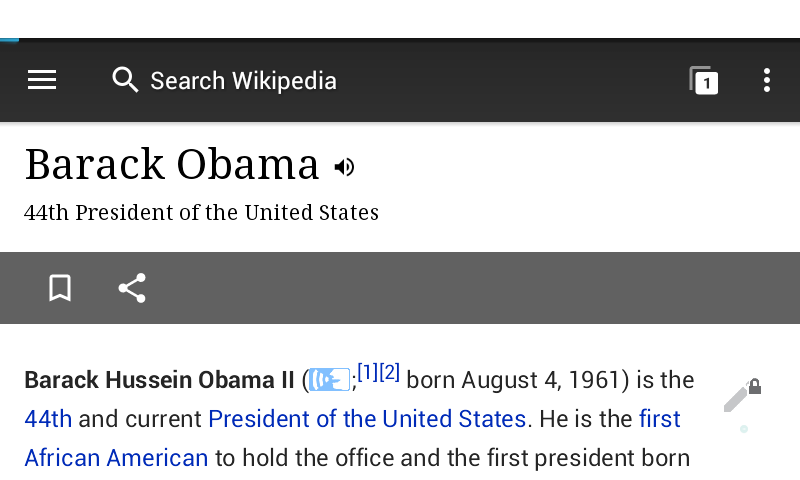 Search Wikipedia
1
Barack Obama
44th President of the United States
Barack Hussein Obama II (;[1][2] born August 4, 1961) is the
44th and current President of the United States. He is the first
African American to hold the office and the first president born